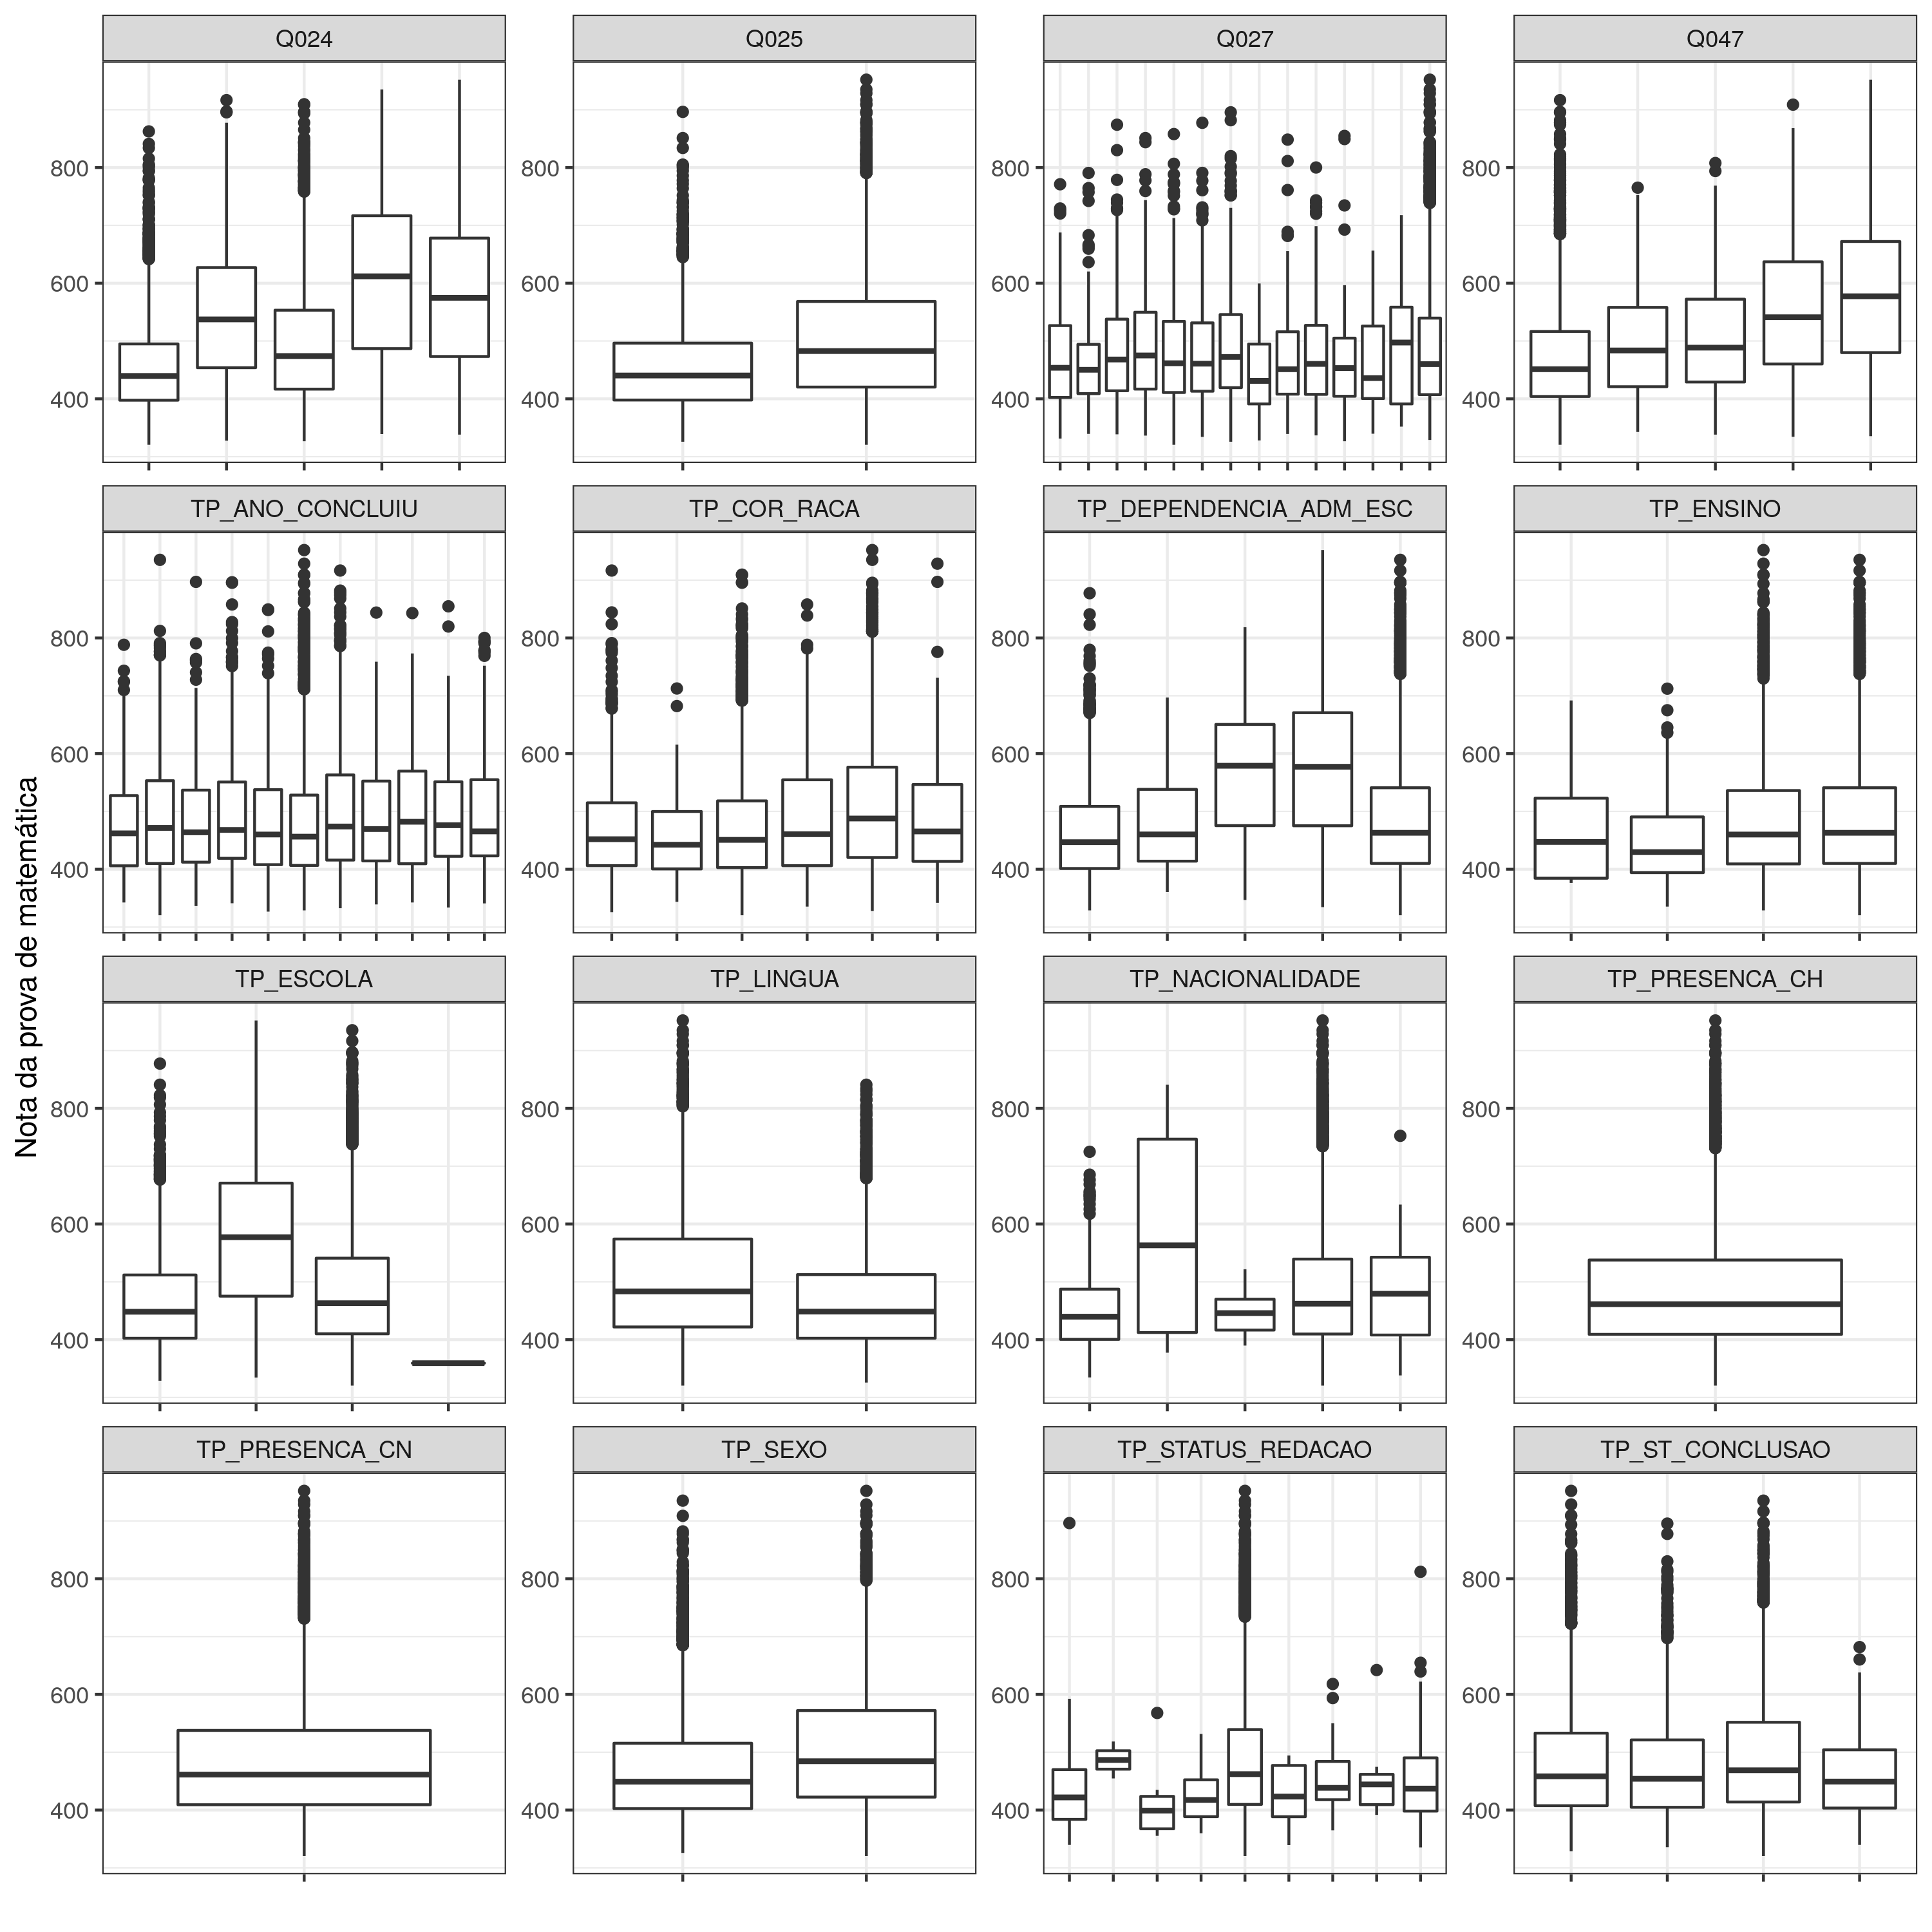 Q024 Q025 Q027 Q047
800 800 800 800
600 600 600 600
400 400 400 400
TP_ANO_CONCLUIU TP_COR_RACA TP_DEPENDENCIA_ADM_ESC TP_ENSINO
800 800 800 800
600 600 600 600
400 400 400 400
Nota da prova de matemática
TP_ESCOLA TP_LINGUA TP_NACIONALIDADE TP_PRESENCA_CH
800 800 800 800
600 600 600 600
400 400 400 400
TP_PRESENCA_CN TP_SEXO TP_STATUS_REDACAO TP_ST_CONCLUSAO
800 800 800 800
600 600 600 600
400 400 400 400